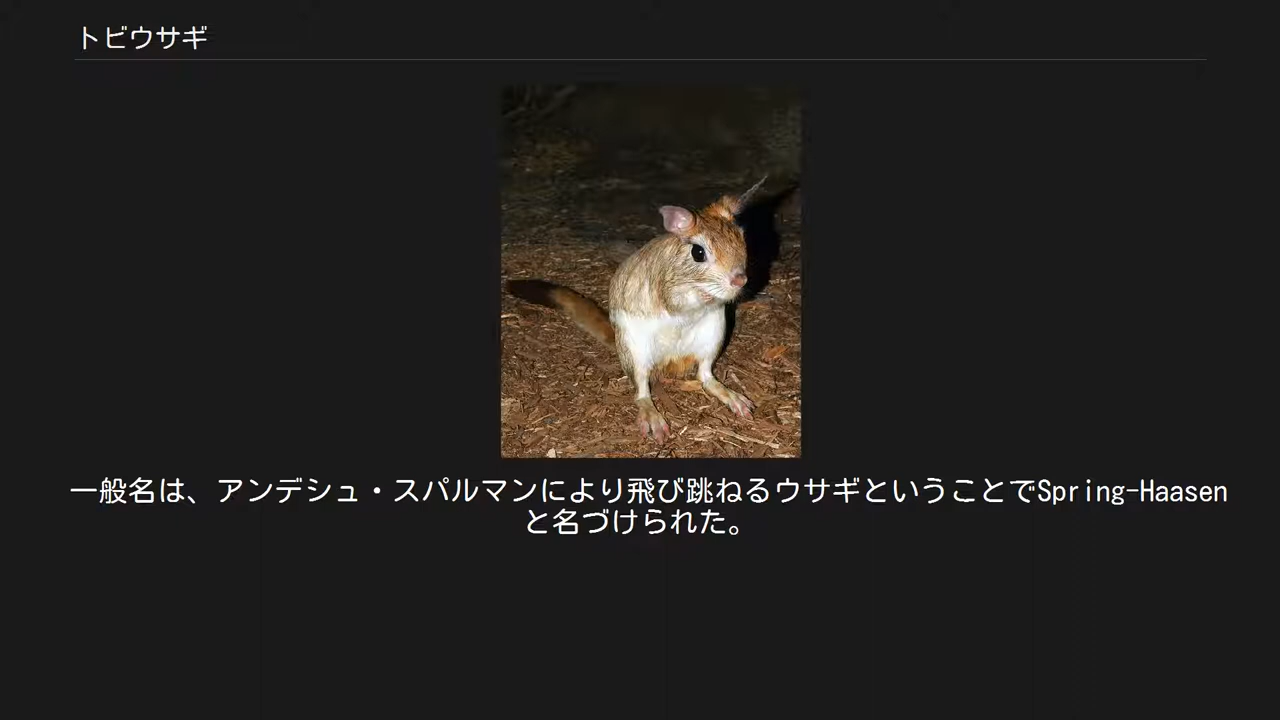 トビウサギ
一般名は、アンデシュ・スパルマンにより飛び跳ねるウサギということでSpring-Haasen
と名づけられた。